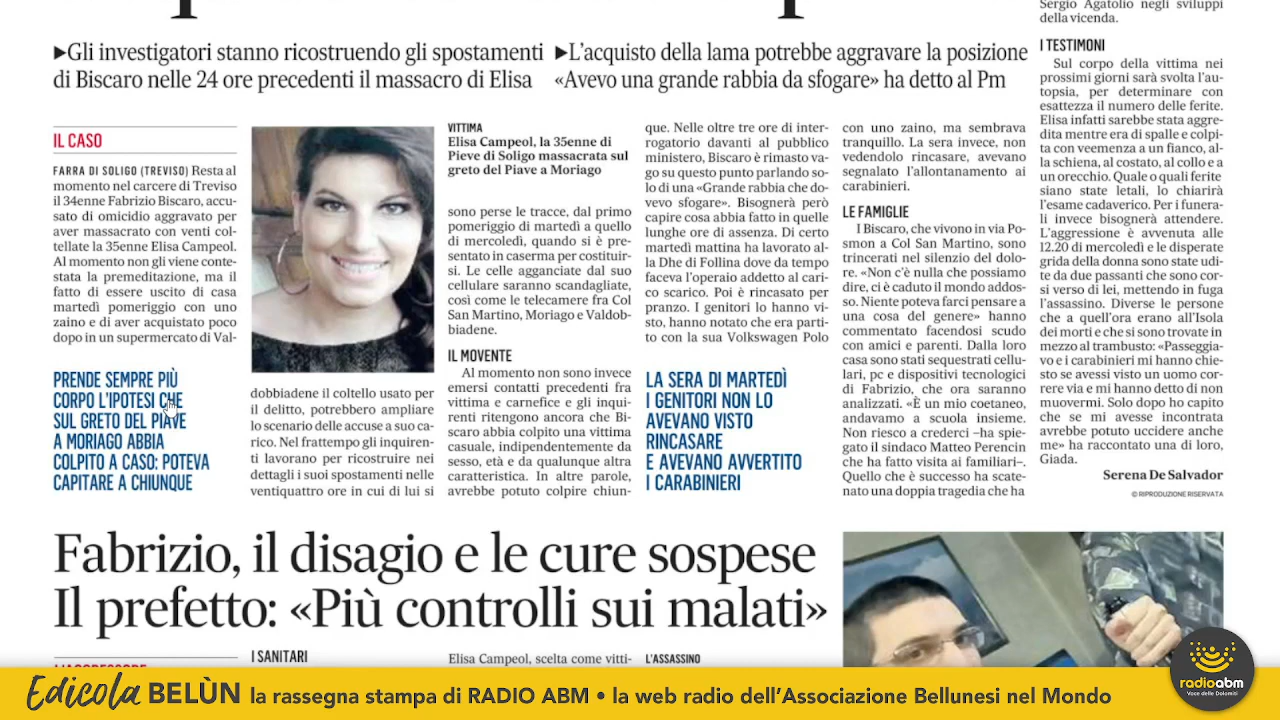 Sergio Agatolio negli sviluppi
della vicenda.
▶Gli investigatori stanno ricostruendo gli spostamenti
di Biscaro nelle 24 ore precedenti il massacro di Elisa
▶L'acquisto della lama potrebbe aggravare la posizione
«Avevo una grande rabbia da sfogare» ha detto al Pm
IL CASO
FARRA DI SOLIGO (TREVISO) Resta al
momento nel carcere di Treviso
il 34enne Fabrizio Biscaro, accu-
sato di omicidio aggravato per
aver massacrato con venti col-
tellate la 35enne Elisa Campeol.
Al momento non gli viene conte-
stata la premeditazione, ma il
fatto di essere uscito di casa
martedì pomeriggio con uno
zaino e di aver acquistato poco
dopo in un supermercato di Val-
PRENDE SEMPRE PIÙ
CORPO L'IPOTESI CHE
SUL GRETO DEL PIAVE
A MORIAGO ABBIA
COLPITO A CASO: POTEVA
CAPITARE A CHIUNQUE
dobbiadene il coltello usato per
il delitto, potrebbero ampliare
lo scenario delle accuse a suo ca-
rico. Nel frattempo gli inquiren-
ti lavorano per ricostruire nei
dettagli i suoi spostamenti nelle
ventiquattro ore in cui di lui si
VITTIMA
Elisa Campeol, la 35enne di
Pieve di Soligo massacrata sul
greto del Piave a Moriago
sono perse le tracce, dal primo
pomeriggio di martedì a quello
di mercoledì, quando si è pre-
sentato in caserma per costituir-
si. Le celle agganciate dal suo
cellulare saranno scandagliate,
così come le telecamere fra Col
San Martino, Moriago e Valdob-
biadene.
IL MOVENTE
Al momento non sono invece
emersi contatti precedenti fra
vittima e carnefice e gli inqui-
renti ritengono ancora che Bi-
scaro abbia colpito una vittima
casuale, indipendentemente da
sesso, età e da qualunque altra
caratteristica. In altre parole,
avrebbe potuto colpire chiun-
que. Nelle oltre tre ore di inter-
rogatorio davanti al pubblico
ministero, Biscaro è rimasto va-
go su questo punto parlando so-
lo di una «Grande rabbia che do-
vevo sfogare». Bisognerà però
capire cosa abbia fatto in quelle
lunghe ore di assenza. Di certo
martedì mattina ha lavorato al-
la Dhe di Follina dove da tempo
faceva l'operaio addetto al cari-
co scarico. Poi è rincasato per
pranzo. I genitori lo hanno vi-
sto, hanno notato che era parti-
to con la sua Volkswagen Polo
LA SERA DI MARTEDÌ
I GENITORI NON LO
AVEVANO VISTO
RINCASARE
E AVEVANO AVVERTITO
I CARABINIERI
con uno zaino, ma sembrava
tranquillo. La sera invece, non
vedendolo rincasare, avevano
segnalato l'allontanamento ai
carabinieri.
LE FAMIGLIE
I Biscaro, che vivono in via Po-
smon a Col San Martino, sono
trincerati nel silenzio del dolo-
re. «Non c'è nulla che possiamo
dire, ci è caduto il mondo addos-
so. Niente poteva farci pensare a
una cosa del genere» hanno
commentato facendosi scudo
con amici e parenti. Dalla loro
casa sono stati sequestrati cellu-
lari, pc e dispositivi tecnologici
di Fabrizio, che ora saranno
analizzati. «È un mio coetaneo,
andavamo a scuola insieme.
Non riesco a crederci –ha spie-
gato il sindaco Matteo Perencin
che ha fatto visita ai familiari–.
Quello che è successo ha scate-
nato una doppia tragedia che ha
I TESTIMONI
Sul corpo della vittima nei
prossimi giorni sarà svolta l'au-
topsia, per determinare con
esattezza il numero delle ferite.
Elisa infatti sarebbe stata aggre-
dita mentre era di spalle e colpi-
ta con veemenza a un fianco, al-
la schiena, al costato, al collo e a
un orecchio. Quale o quali ferite
siano state letali, lo chiarirà
l'esame cadaverico. Per i funera-
li invece bisognerà attendere.
L'aggressione è avvenuta alle
12.20 di mercoledì e le disperate
grida della donna sono state udi-
te da due passanti che sono cor-
si verso di lei, mettendo in fuga
l'assassino. Diverse le persone
che a quell'ora erano all'Isola
dei morti e che si sono trovate in
mezzo al trambusto: «Passeggia-
vo e i carabinieri mi hanno chie-
sto se avessi visto un uomo cor-
rere via e mi hanno detto di non
muovermi. Solo dopo ho capito
che se mi avesse incontrata
avrebbe potuto uccidere anche
me» ha raccontato una di loro,
Giada.
Serena De Salvador
© RIPRODUZIONE RISERVATA
Fabrizio, il disagio e le cure sospese
Il prefetto: «Più controlli sui malati»
I SANITARI
Elisa Campeol, scelta come vitti-
L'ASSASSINO
Edicola BELÙN la rassegna stampa di RADIO ABM • la web radio dell'Associazione Bellunesi nel Mondo
radioabm
Voce delle Dolomiti